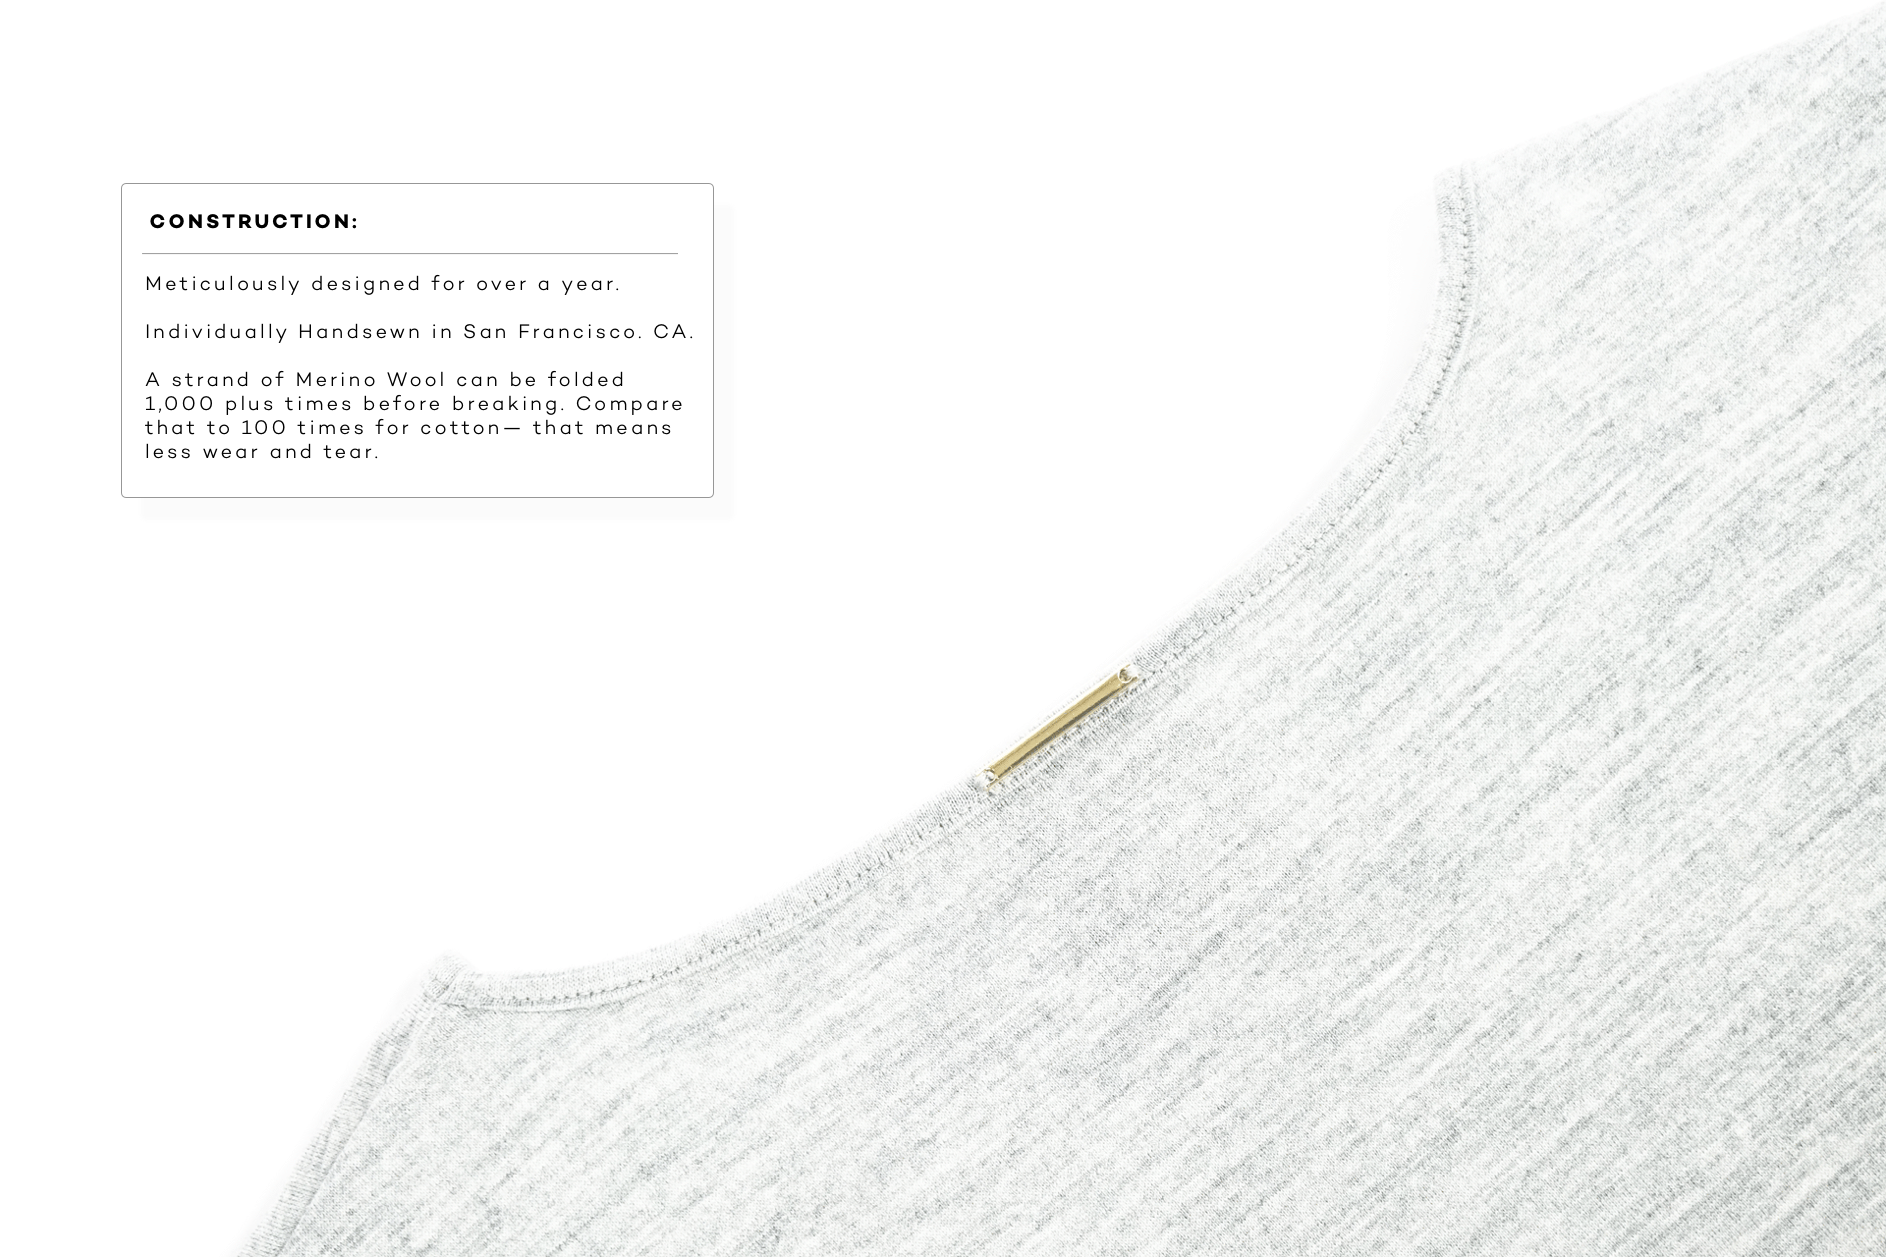 CONSTRUCTION:
Meticulously designed for over a year.
Individually Handsewn in San Francisco. CA.
A strand of Merino Wool can be folded
1,000 plus times before breaking. Compare
that to 100 times for cotton— that means
less wear and tear.